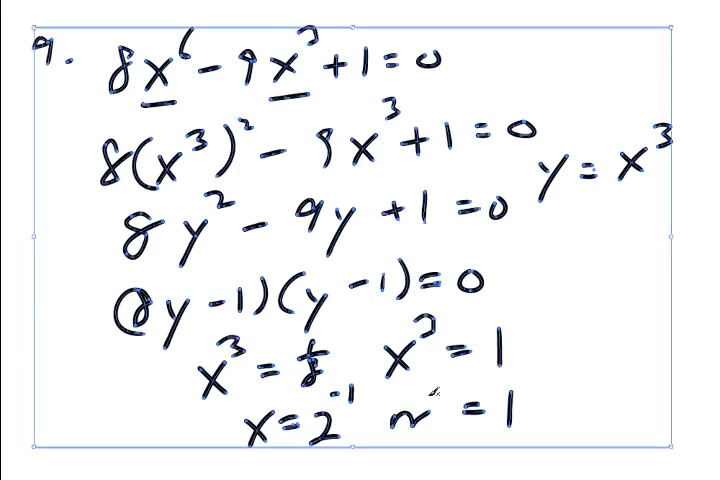 9. 8x⁶ - 9x³ + 1 = 0
8(x³)² - 9x³ + 1 = 0 y = x³
8y² - 9y + 1 = 0
(8y - 1)(y - 1) = 0
x³ = 1/8 x³ = 1
x = 2⁻¹ = 1